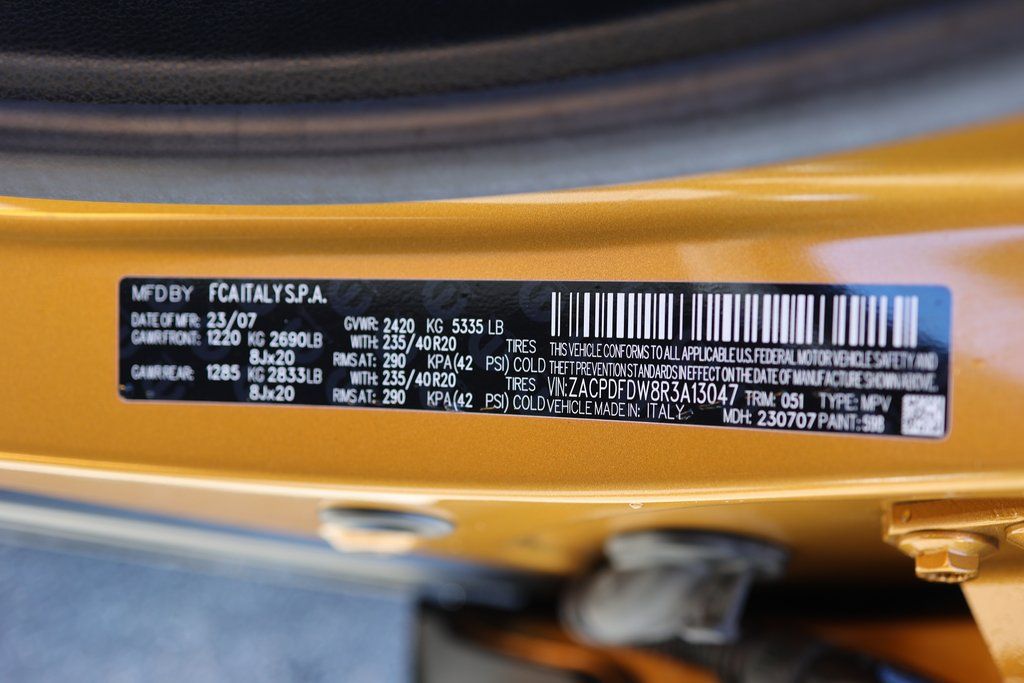 MFD BY FCA ITALY S.P.A.
DATE OF MFR: 23/07 GVWR: 2420 KG 5335 LB
GAWR FRONT: 1220 KG 2690LB WITH: 235/40R20 TIRES
8Jx20 RIMS AT: 290 KPA(42 PSI) COLD
GAWR REAR: 1285 KG 2833LB WITH: 235/40R20 TIRES
8Jx20 RIMS AT: 290 KPA(42 PSI) COLD
THIS VEHICLE CONFORMS TO ALL APPLICABLE U.S. FEDERAL MOTOR VEHICLE SAFETY AND
THEFT PREVENTION STANDARDS IN EFFECT ON THE DATE OF MANUFACTURE SHOWN ABOVE.
VIN: ZACPDFDW8R3A13047 TRIM: 051 TYPE: MPV
VEHICLE MADE IN: ITALY MDH: 230707 PAINT: